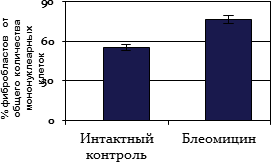 % фибробластов от
общего количества
мононуклеарных
клеток
90
60
30
0
Интактный
контроль
Блеомицин